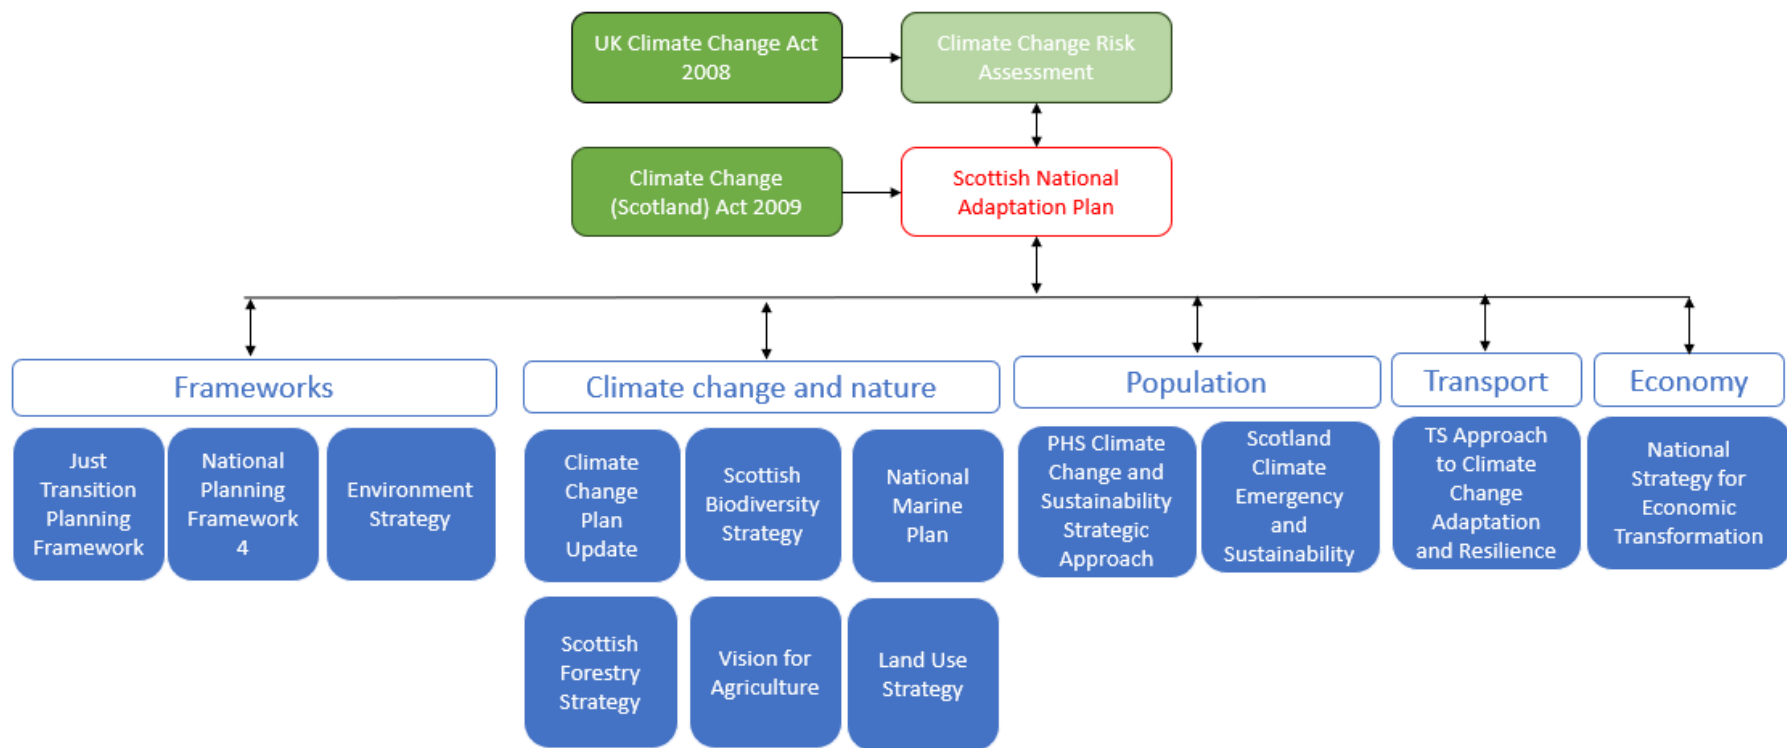 UK Climate Change Act
2008
Climate Change Risk
Assessment
Climate Change
(Scotland) Act 2009
Scottish National
Adaptation Plan
Frameworks
Climate change and nature
Population
Transport
Economy
Just
Transition
Planning
Framework
National
Planning
Framework
4
Environment
Strategy
Climate
Change
Plan
Update
Scottish
Biodiversity
Strategy
National
Marine
Plan
PHS Climate
Change and
Sustainability
Strategic
Approach
Scotland
Climate
Emergency
and
Sustainability
TS Approach
to Climate
Change
Adaptation
and Resilience
National
Strategy for
Economic
Transformation
Scottish
Forestry
Strategy
Vision for
Agriculture
Land Use
Strategy